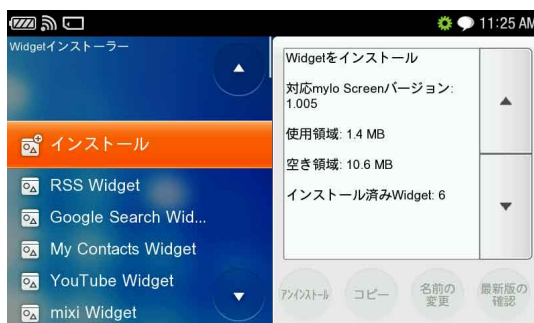 11:25 AM
Widgetインストーラー
インストール
RSS Widget
Google Search Wid...
My Contacts Widget
YouTube Widget
mixi Widget
Widgetをインストール
対応mylo Screenバージョン:
1.005
使用領域: 1.4 MB
空き領域: 10.6 MB
インストール済みWidget: 6
ｱﾝｲﾝｽﾄｰﾙ
コピー
名前の
変更
最新版の
確認